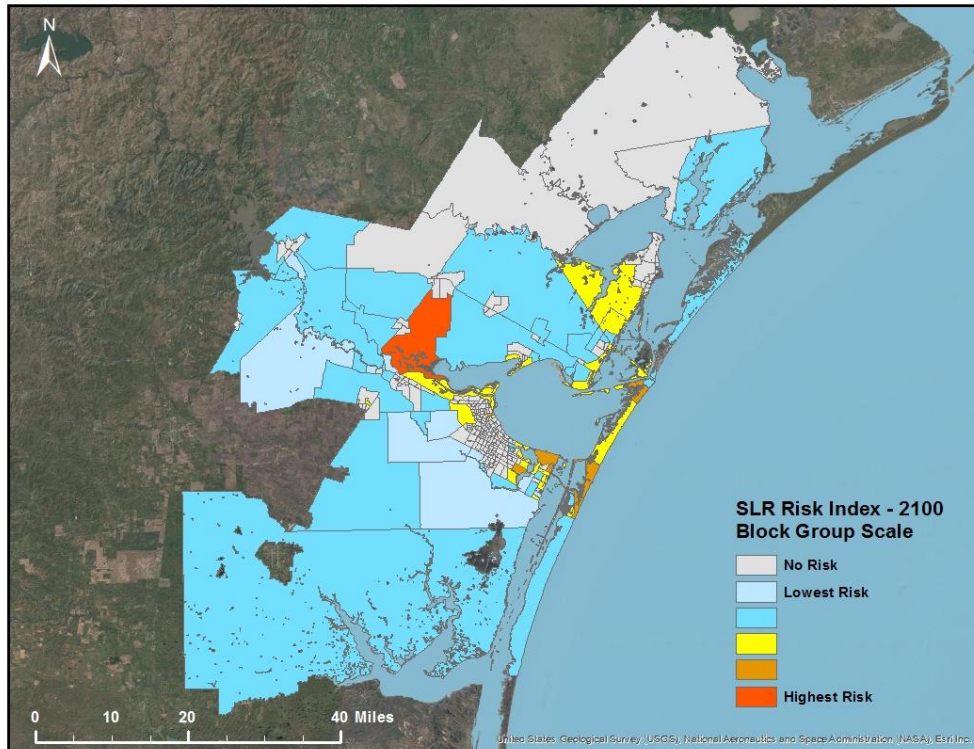 N
SLR Risk Index - 2100
Block Group Scale
No Risk
Lowest Risk
Highest Risk
0 20 40 Miles
United States Geological Survey (USGS), National Aeronautics and Space Administration (NASA), Esri Inc.